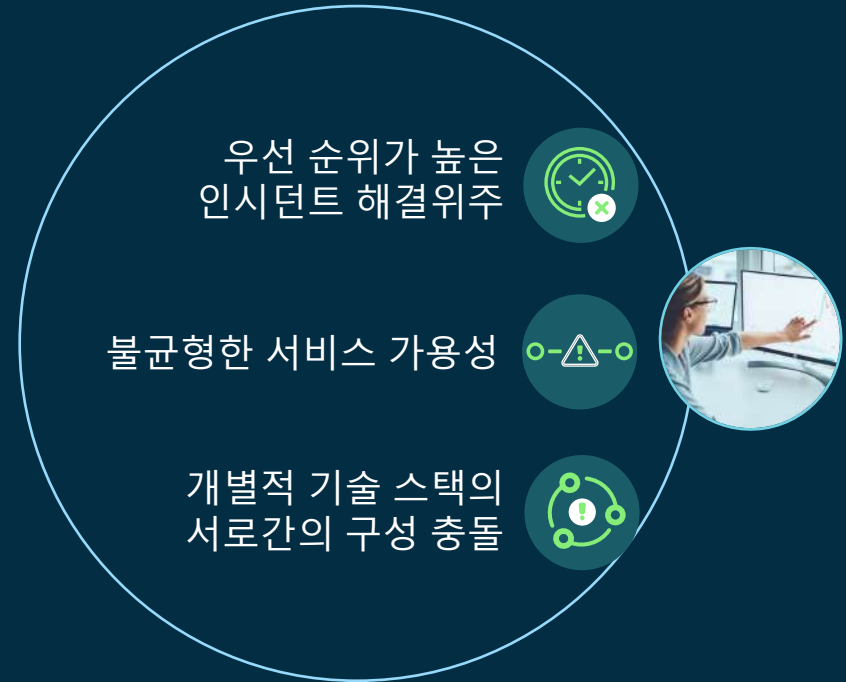 우선 순위가 높은
인시던트 해결위주
불균형한 서비스 가용성
개별적 기술 스택의
서로간의 구성 충돌